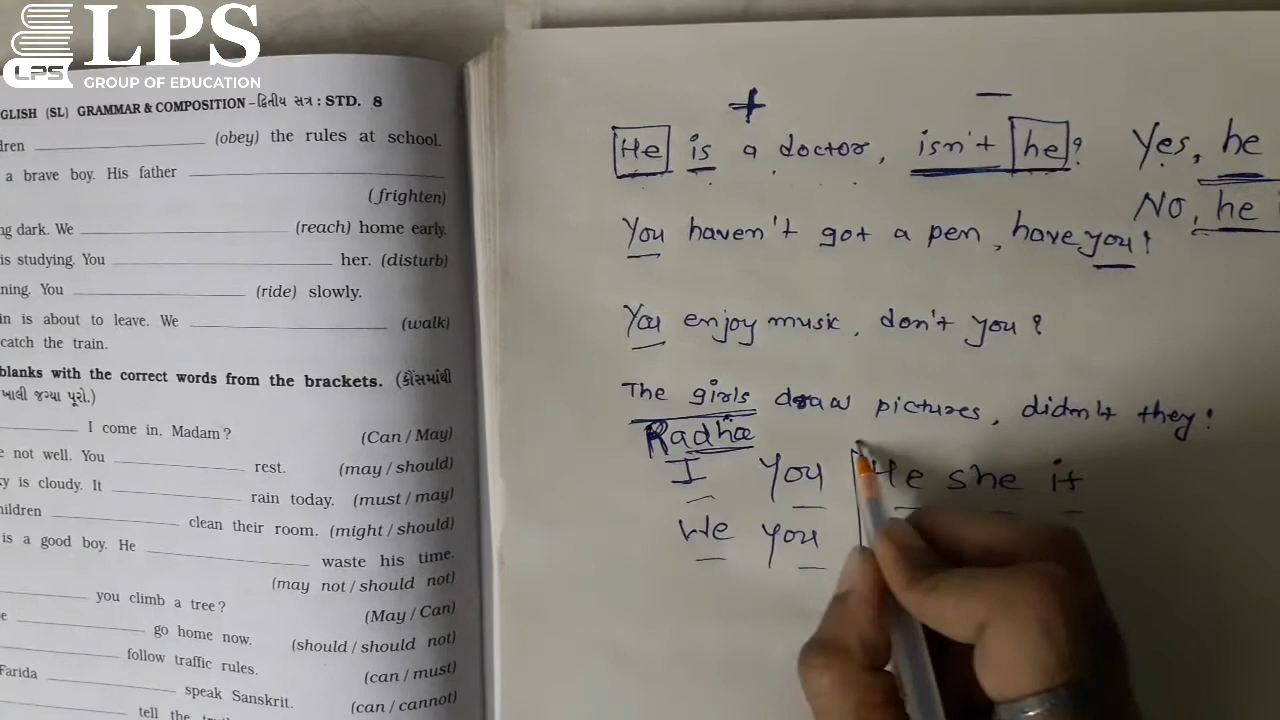 LPS
LPS
GROUP OF EDUCATION
GLISH (SL) GRAMMAR & COMPOSITION – દ્વિતીય સત્ર : STD. 8
dren (obey) the rules at school.
a brave boy. His father
(frighten)
ng dark. We (reach) home early.
is studying. You her. (disturb)
ning. You (ride) slowly.
in is about to leave. We (walk)
catch the train.
blanks with the correct words from the brackets. (કૌંસમાંથી
ખાલી જગ્યા પૂરો.)
I come in, Madam? (Can / May)
e not well. You rest. (may / should)
ky is cloudy. It rain today. (must / may)
hildren clean their room. (might / should)
is a good boy. He waste his time.
(may not / should not)
you climb a tree? (May / Can)
e go home now. (should / should not)
follow traffic rules. (can / must)
Farida speak Sanskrit. (can / cannot)
tell the
+ –
He is a doctor, isn't he? Yes, he
No, he
You haven't got a pen, have you?
You enjoy music, don't you?
The girls draw pictures, didn't they?
Radha
I You He she it
We you